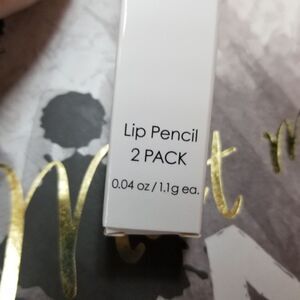 Lip Pencil
2 PACK
0.04 oz / 1.1g ea.